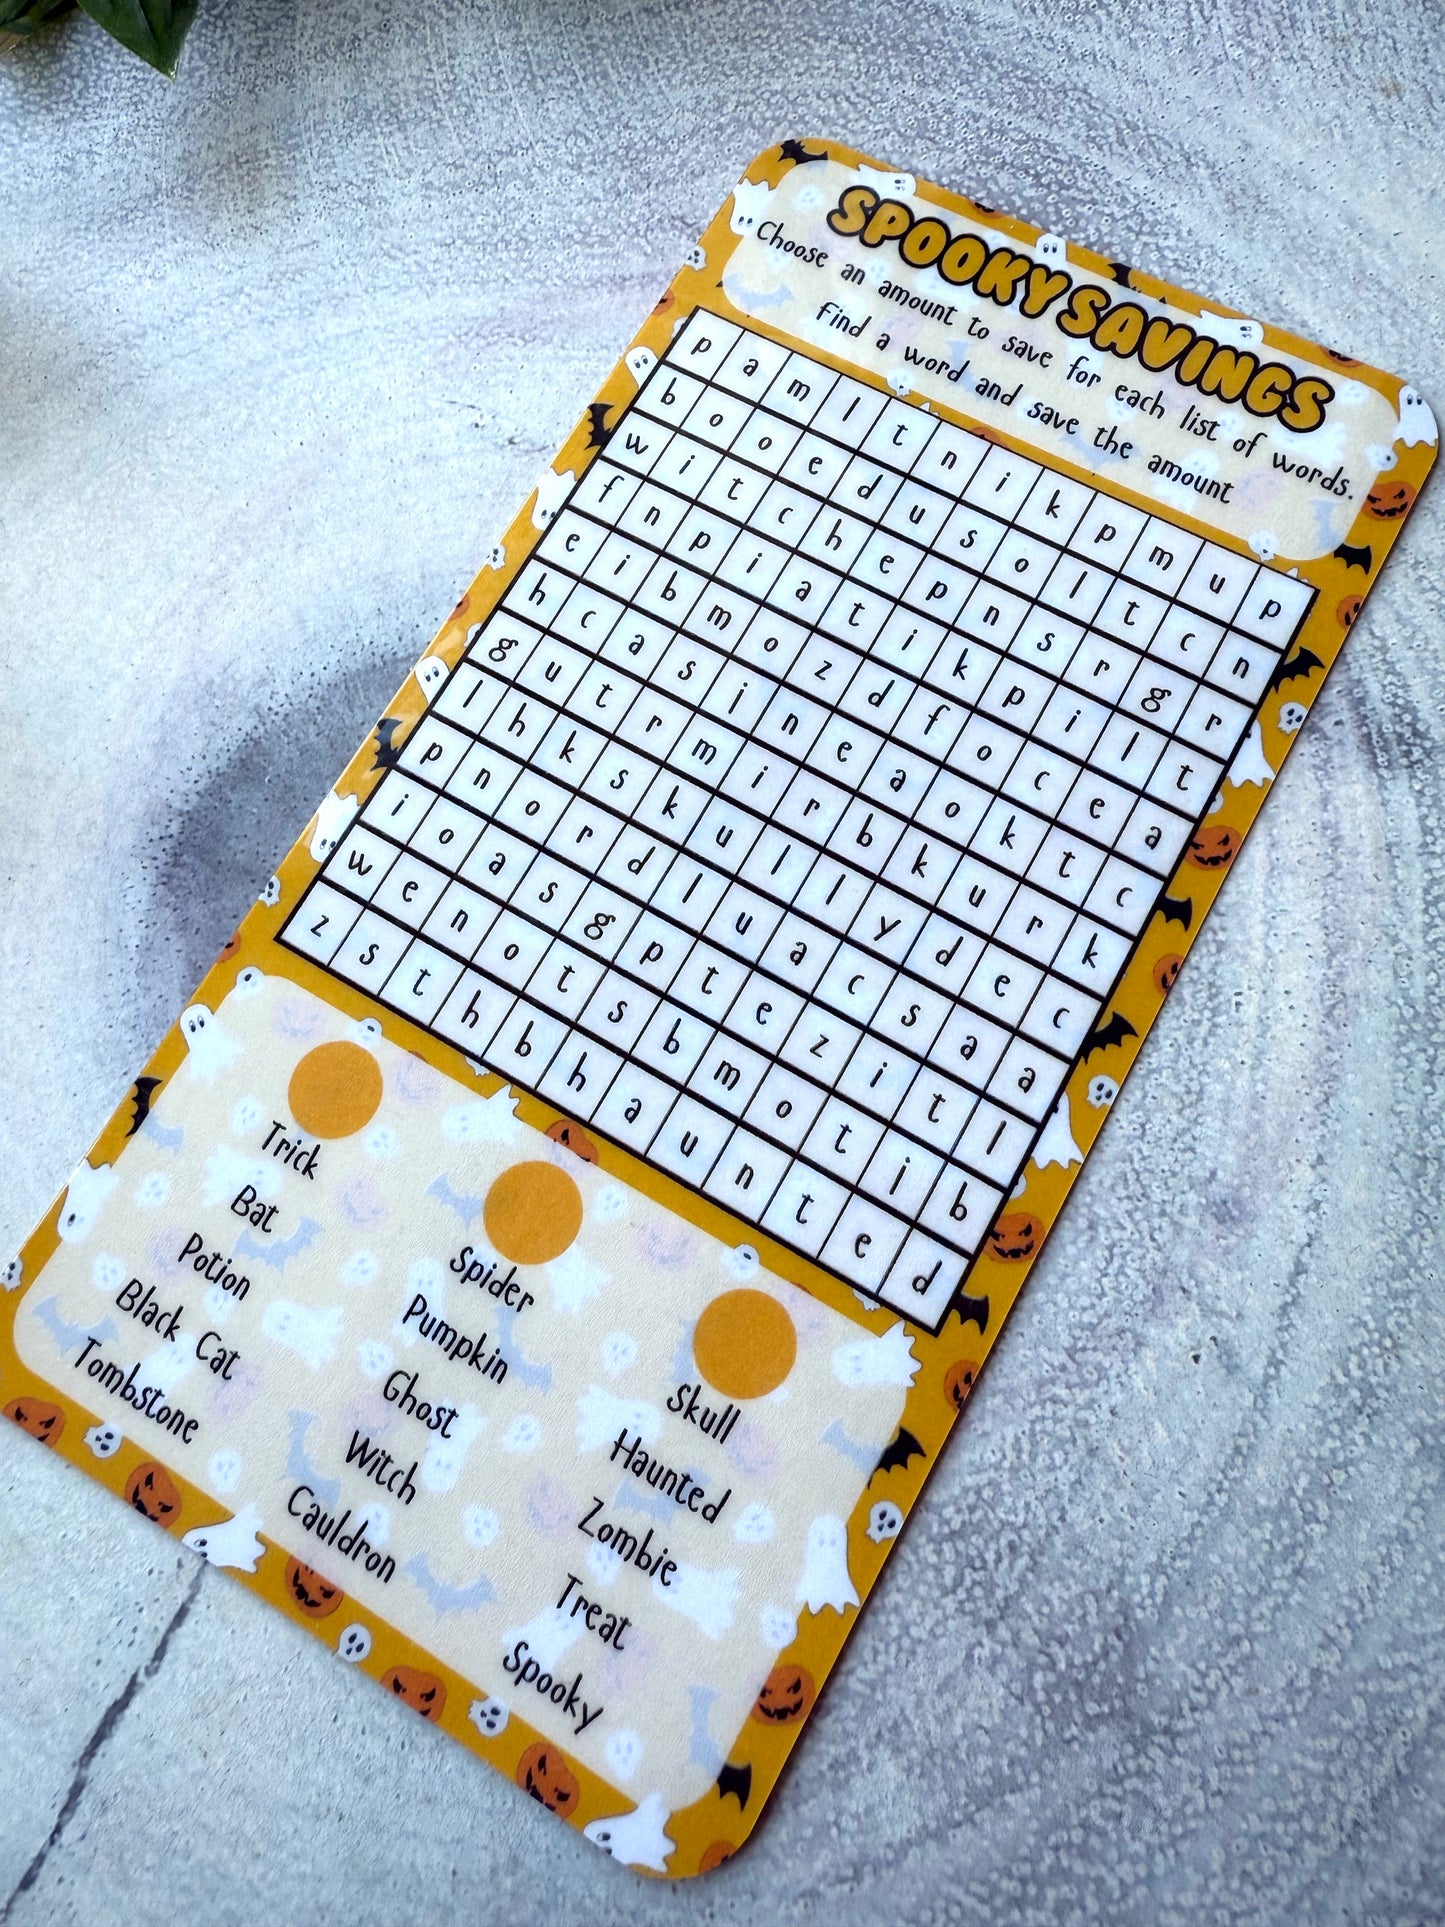 SPOOKY SAVINGS
Choose an amount to save for each list of words.
Find a word and save the amount
p a m l t n i k p m u p
b o o e d u s o l t c n
w i t c h e p n s r g r
f n p i a t i k p i l t
e i b m o z d f o c e a
h c a s i n e a o k t c
g u t r m i r b k u r k
l h k s k u l l y d e c
p n o r d l u a c s a a
i o a s g p t e z i t l
w e n o t s b m o t i b
z s t h b h a u n t e d
Trick
Bat
Potion
Black Cat
Tombstone
Spider
Pumpkin
Ghost
Witch
Cauldron
Skull
Haunted
Zombie
Treat
Spooky